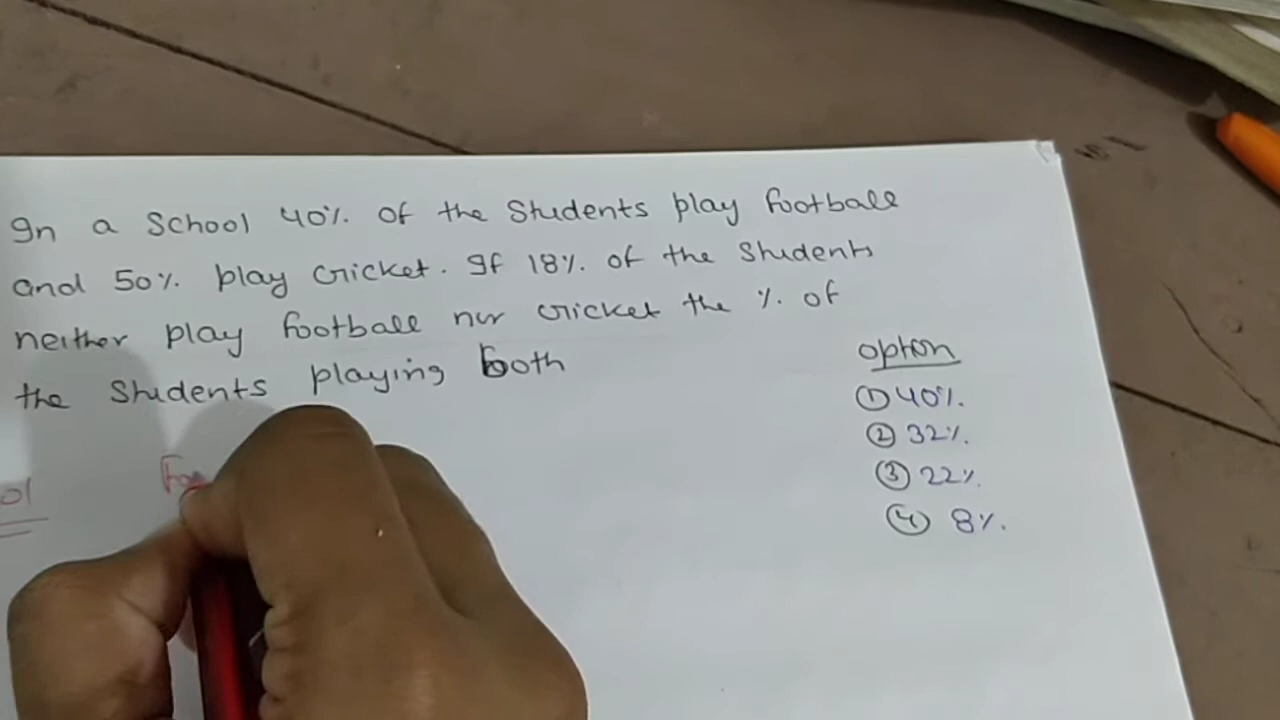 In a School 40% of the Students play football
and 50% play cricket. If 18% of the Students
neither play football nor cricket the % of
the Students playing both
option
① 40%.
② 32%.
③ 22%.
④ 8%.
ol